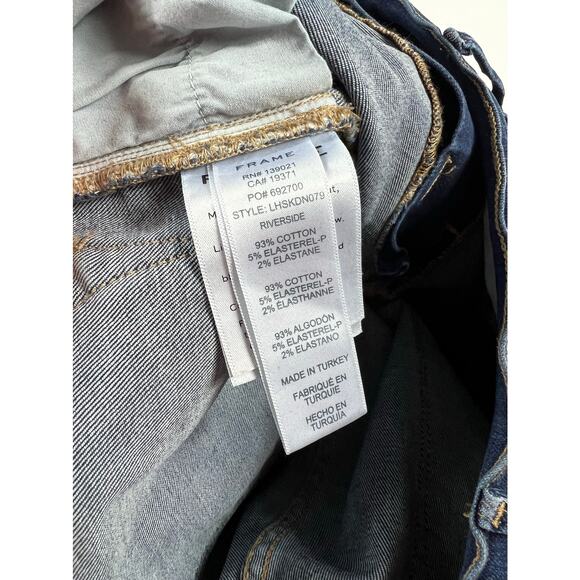 FRAME
RN# 139021
CA# 19371
PO# 692700
STYLE: LHSKDN079
RIVERSIDE
93% COTTON
5% ELASTEREL-P
2% ELASTANE
93% COTON
5% ELASTEREL-P
2% ÉLASTHANNE
93% ALGODÓN
5% ELASTEREL-P
2% ELASTANO
MADE IN TURKEY
FABRIQUÉ EN
TURQUIE
HECHO EN
TURQUÍA